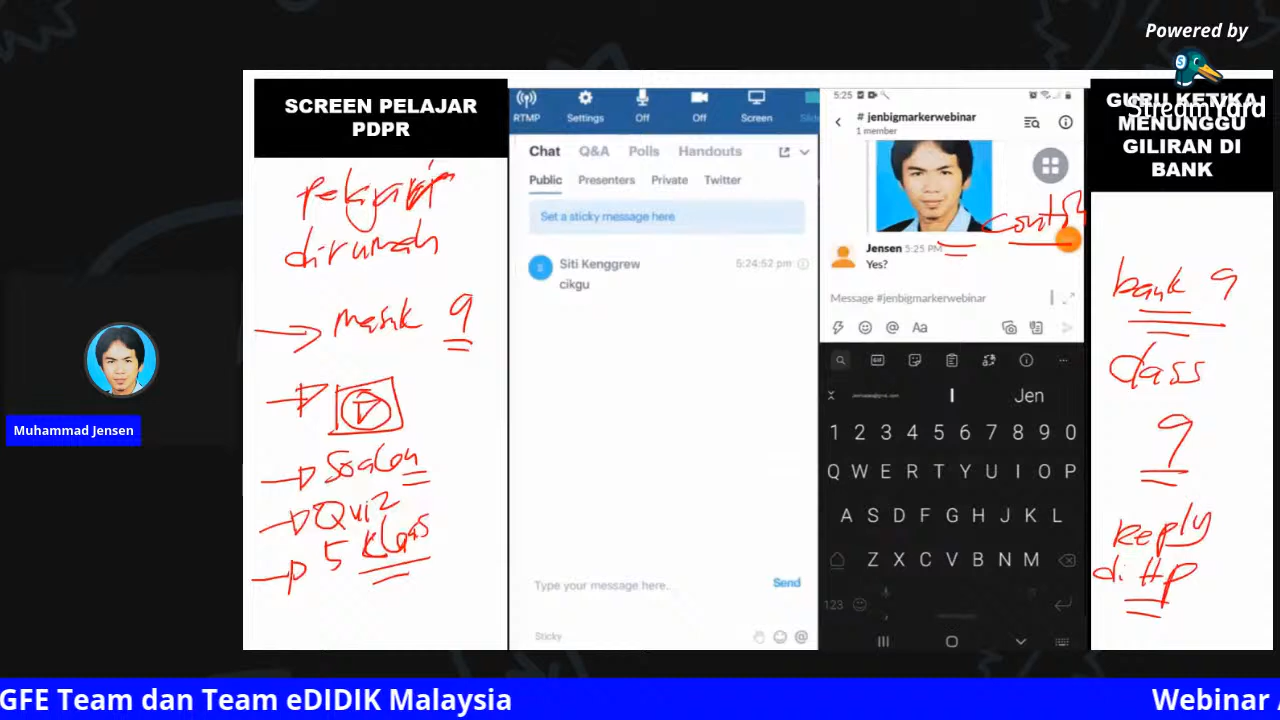 Powered by
StreamYard
SCREEN PELAJAR
PDPR
pelajar
dirumah
masuk 9
Soalan
Quiz
5 Kelas
RTMP
Settings
Off
Off
Screen
Chat
Q&A
Polls
Handouts
Public
Presenters
Private
Twitter
Set a sticky message here
S
Siti Kenggrew
5:24:52 pm
cikgu
Type your message here..
Send
Sticky
5:25
# jenbigmarkerwebinar
1 member
Jensen 5:25 PM
Yes?
Message #jenbigmarkerwebinar
Aa
GIF
Jen
1 2 3 4 5 6 7 8 9 0
Q W E R T Y U I O P
A S D F G H J K L
Z X C V B N M
123
GURU KETIKA
MENUNGGU
GILIRAN DI
BANK
bank 9
class
9
Reply
di HP
Muhammad Jensen
GFE Team dan Team eDIDIK Malaysia
Webinar